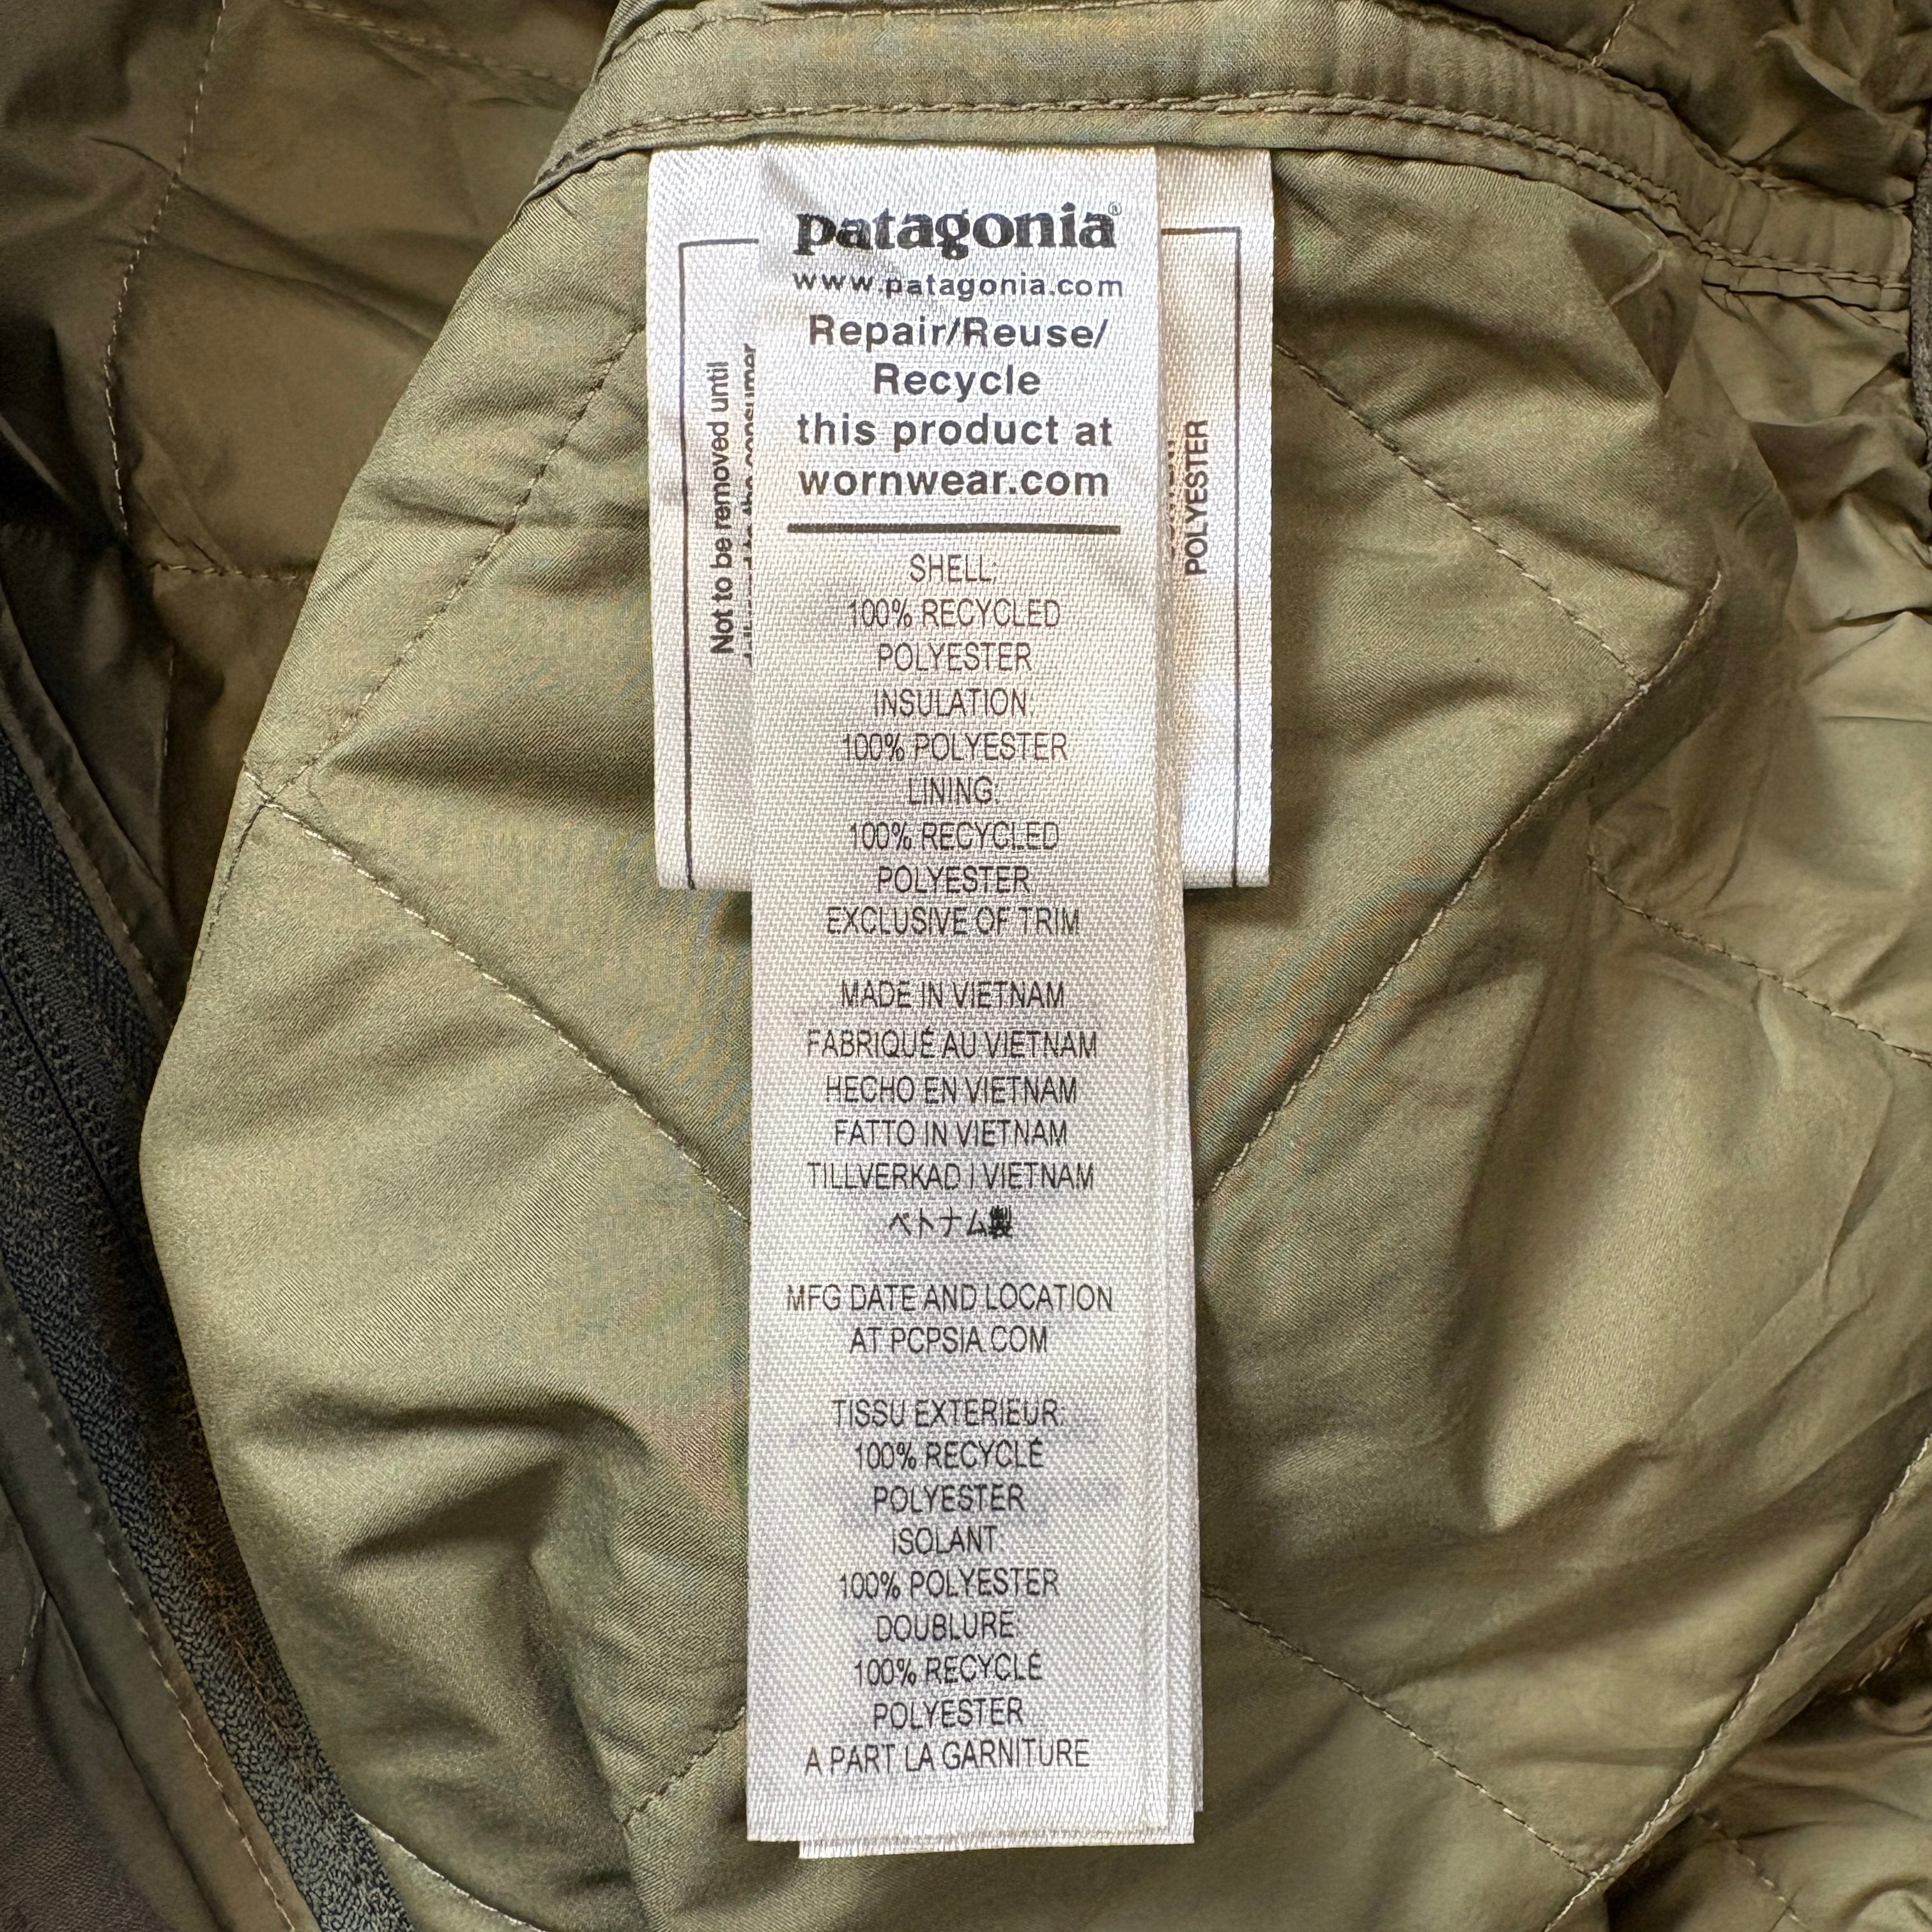 patagonia®
www.patagonia.com
Repair/Reuse/
Recycle
this product at
wornwear.com
SHELL:
100% RECYCLED
POLYESTER
INSULATION:
100% POLYESTER
LINING:
100% RECYCLED
POLYESTER
EXCLUSIVE OF TRIM
MADE IN VIETNAM
FABRIQUÉ AU VIETNAM
HECHO EN VIETNAM
FATTO IN VIETNAM
TILLVERKAD I VIETNAM
ベトナム製
MFG DATE AND LOCATION
AT PCPSIA.COM
TISSU EXTERIEUR:
100% RECYCLÉ
POLYESTER
ISOLANT:
100% POLYESTER
DOUBLURE:
100% RECYCLÉ
POLYESTER
A PART LA GARNITURE
Not to be removed until
the consumer
POLYESTER